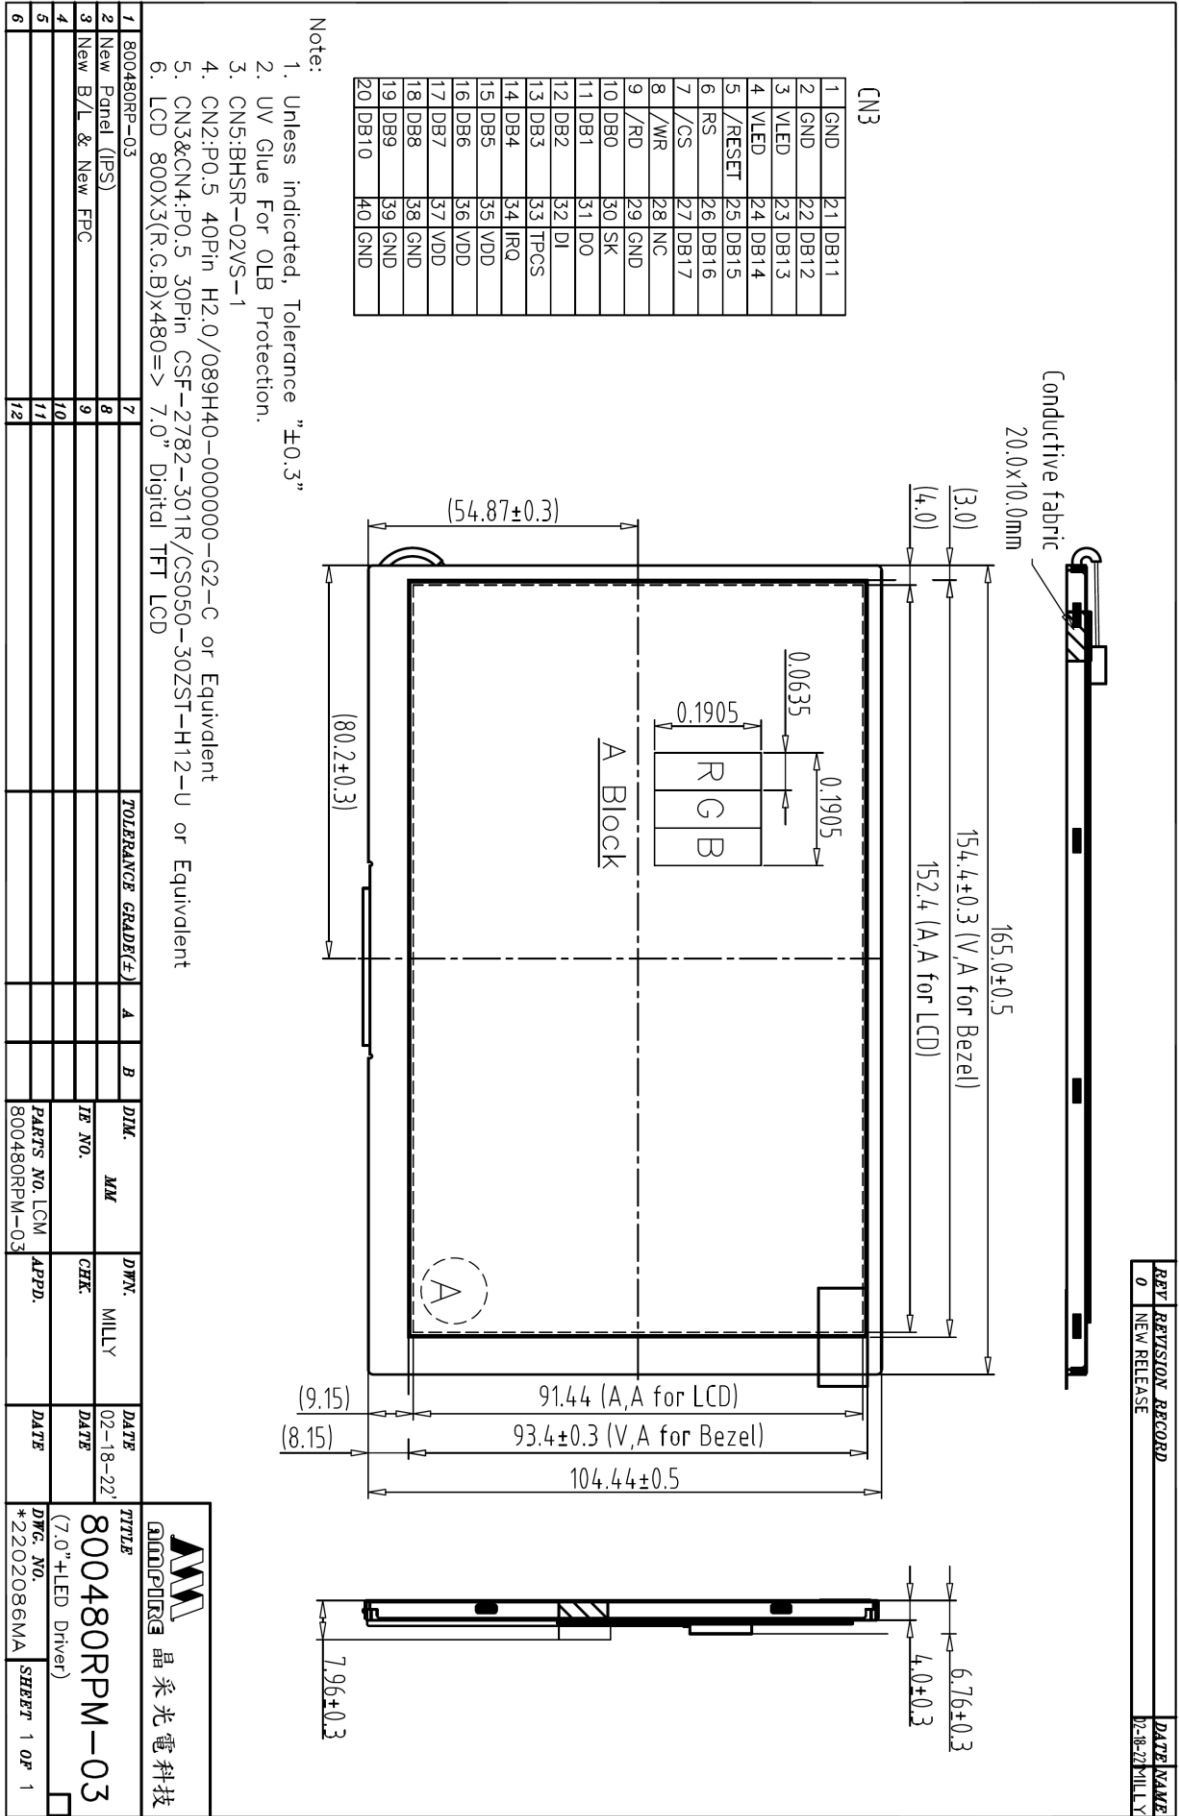 REV REVISION RECORD DATE NAME
0 NEW RELEASE 02-18-22' MILLY
Conductive fabric
20.0x10.0mm
165.0±0.5
(3.0) 154.4±0.3 (V,A for Bezel)
(4.0) 152.4 (A,A for LCD)
6.76±0.3
4.0±0.3
7.96±0.3
0.1905
0.0635
0.1905
R G B
A Block
(54.87±0.3)
(80.2±0.3)
A
91.44 (A,A for LCD)
93.4±0.3 (V,A for Bezel)
104.44±0.5
(9.15)
(8.15)
CN3
1 GND 21 DB11
2 GND 22 DB12
3 VLED 23 DB13
4 VLED 24 DB14
5 /RESET 25 DB15
6 RS 26 DB16
7 /CS 27 DB17
8 /WR 28 NC
9 /RD 29 GND
10 DB0 30 SK
11 DB1 31 DO
12 DB2 32 DI
13 DB3 33 TPCS
14 DB4 34 IRQ
15 DB5 35 VDD
16 DB6 36 VDD
17 DB7 37 VDD
18 DB8 38 GND
19 DB9 39 GND
20 DB10 40 GND
Note:
1. Unless indicated, Tolerance "±0.3"
2. UV Glue For OLB Protection.
3. CN5:BHSR-02VS-1
4. CN2:P0.5 40Pin H2.0/089H40-000000-G2-C or Equivalent
5. CN3&CN4:P0.5 30Pin CSF-2782-301R/CS050-30ZST-H12-U or Equivalent
6. LCD 800X3(R.G.B)x480=> 7.0" Digital TFT LCD
AMPIRE 晶采光電科技
1 800480RP-03 7 TOLERANCE GRADE(±) A B DIM. MM DWN. MILLY DATE 02-18-22' TITLE
2 New Panel (IPS) 8
3 New B/L & New FPC 9 IE NO. CHK. DATE
800480RPM-03
(7.0"+LED Driver)
4 10
5 11 PARTS NO. LCM APPD. DATE DWG. NO. SHEET 1 OF 1
6 12 800480RPM-03 *2202086MA